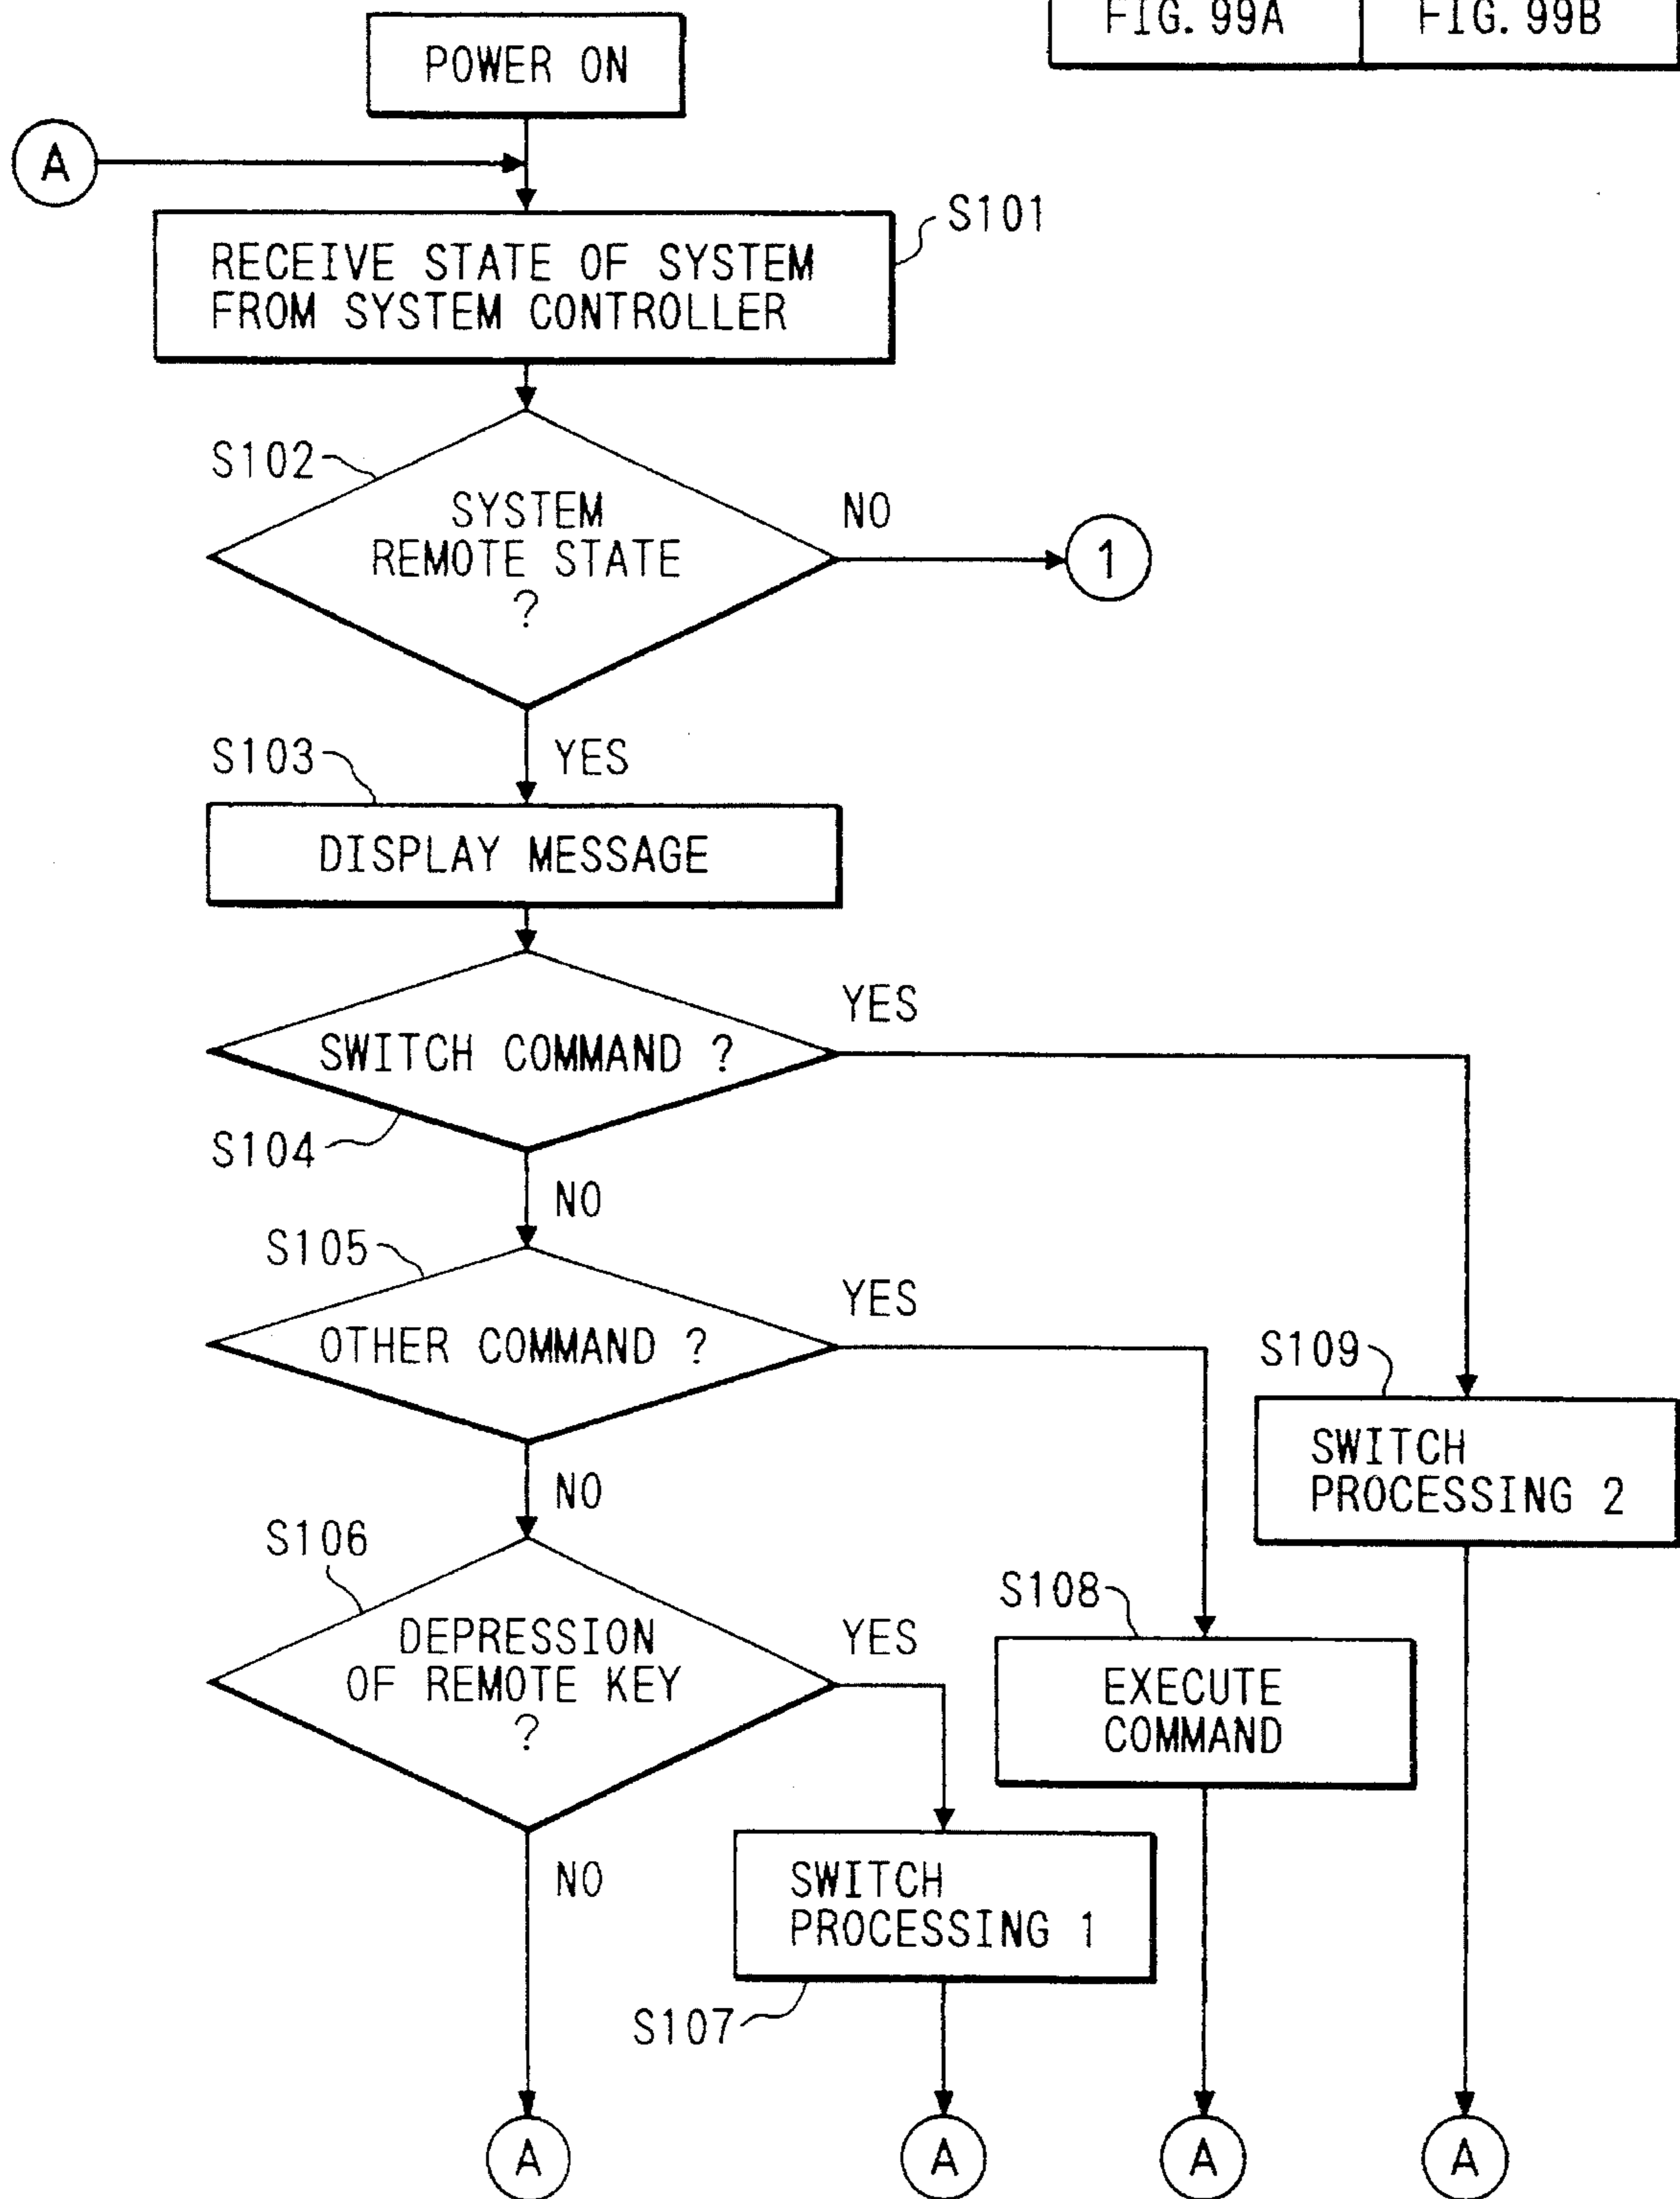 FIG. 99A
FIG. 99B
POWER ON
A
S101
RECEIVE STATE OF SYSTEM
FROM SYSTEM CONTROLLER
S102
SYSTEM
REMOTE STATE
?
NO
1
YES
S103
DISPLAY MESSAGE
SWITCH COMMAND ?
YES
S104
NO
S105
OTHER COMMAND ?
YES
S109
SWITCH
PROCESSING 2
NO
S106
DEPRESSION
OF REMOTE KEY
?
YES
S108
EXECUTE
COMMAND
NO
SWITCH
PROCESSING 1
S107
A
A
A
A